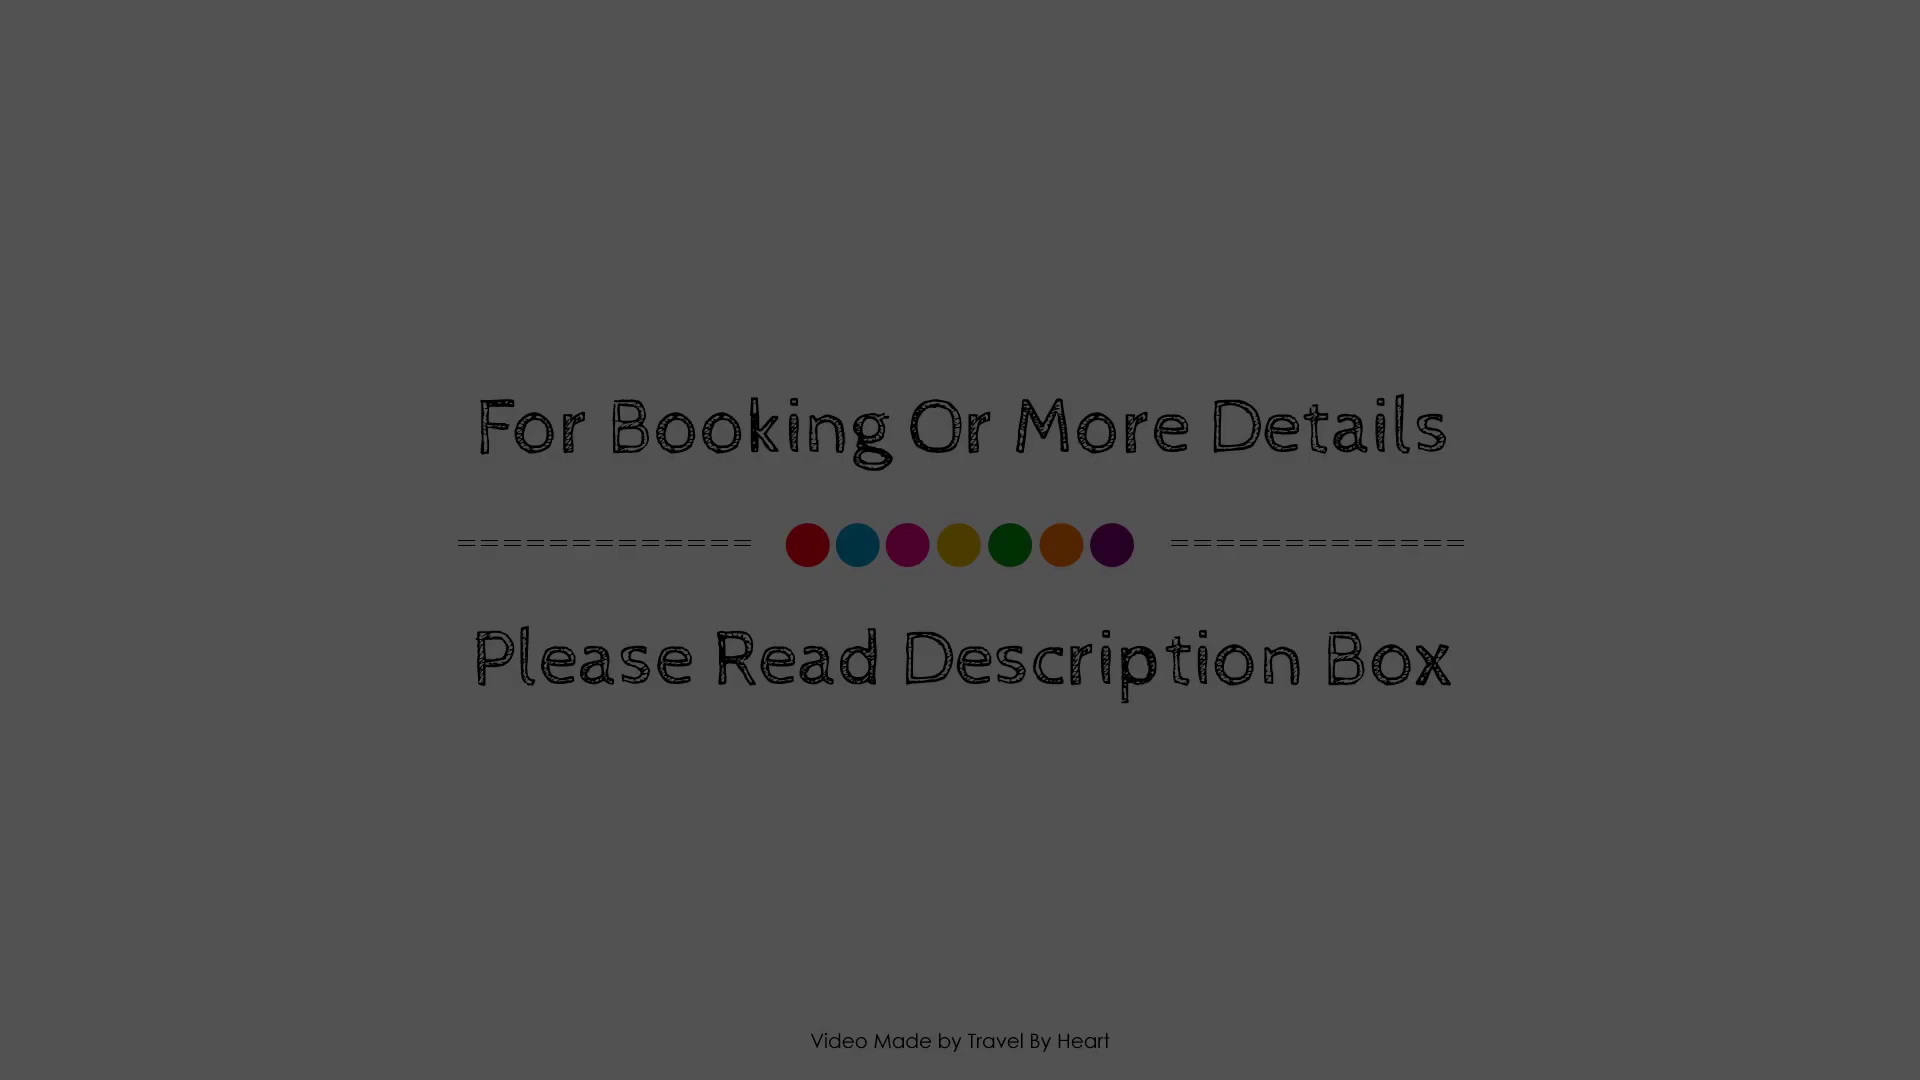 For Booking Or More Details
============= =============
Please Read Description Box
Video Made by Travel By Heart